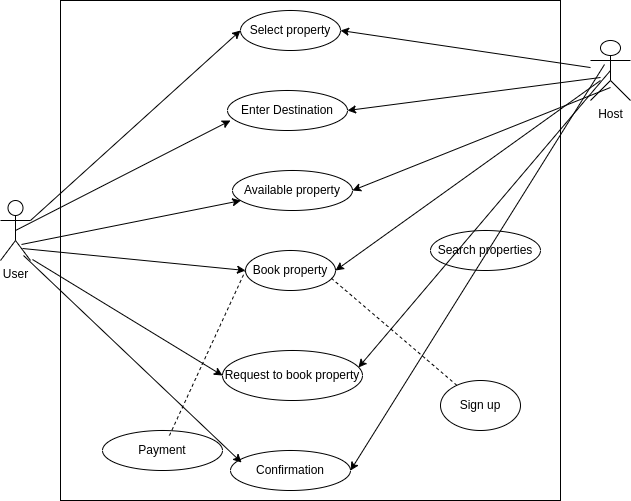 Select property
Enter Destination
Host
Available property
Search properties
User
Book property
Request to book property
Sign up
Payment
Confirmation